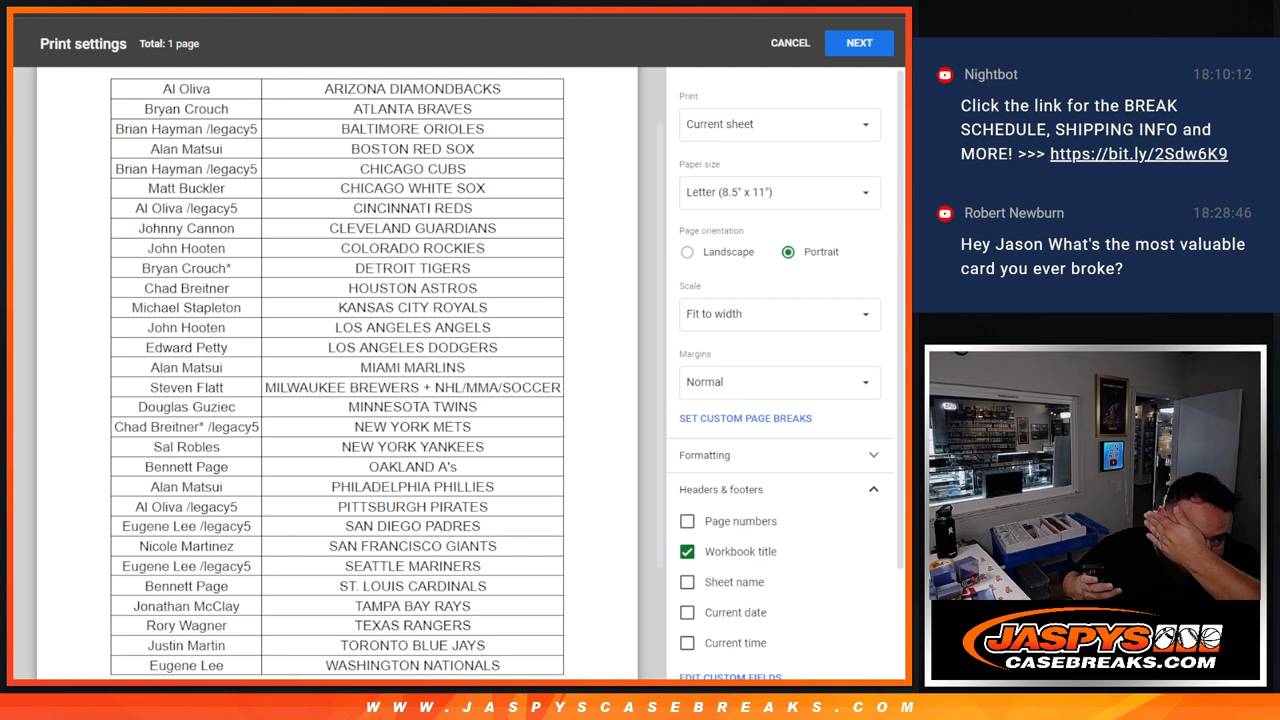 Print settings Total: 1 page CANCEL NEXT
Al Oliva ARIZONA DIAMONDBACKS
Bryan Crouch ATLANTA BRAVES
Brian Hayman /legacy5 BALTIMORE ORIOLES
Alan Matsui BOSTON RED SOX
Brian Hayman /legacy5 CHICAGO CUBS
Matt Buckler CHICAGO WHITE SOX
Al Oliva /legacy5 CINCINNATI REDS
Johnny Cannon CLEVELAND GUARDIANS
John Hooten COLORADO ROCKIES
Bryan Crouch* DETROIT TIGERS
Chad Breitner HOUSTON ASTROS
Michael Stapleton KANSAS CITY ROYALS
John Hooten LOS ANGELES ANGELS
Edward Petty LOS ANGELES DODGERS
Alan Matsui MIAMI MARLINS
Steven Flatt MILWAUKEE BREWERS + NHL/MMA/SOCCER
Douglas Guziec MINNESOTA TWINS
Chad Breitner* /legacy5 NEW YORK METS
Sal Robles NEW YORK YANKEES
Bennett Page OAKLAND A's
Alan Matsui PHILADELPHIA PHILLIES
Al Oliva /legacy5 PITTSBURGH PIRATES
Eugene Lee /legacy5 SAN DIEGO PADRES
Nicole Martinez SAN FRANCISCO GIANTS
Eugene Lee /legacy5 SEATTLE MARINERS
Bennett Page ST. LOUIS CARDINALS
Jonathan McClay TAMPA BAY RAYS
Rory Wagner TEXAS RANGERS
Justin Martin TORONTO BLUE JAYS
Eugene Lee WASHINGTON NATIONALS
Print
Current sheet
Paper size
Letter (8.5" x 11")
Page orientation
Landscape Portrait
Scale
Fit to width
Margins
Normal
SET CUSTOM PAGE BREAKS
Formatting
Headers & footers
Page numbers
Workbook title
Sheet name
Current date
Current time
EDIT CUSTOM FIELDS
Nightbot 18:10:12
Click the link for the BREAK
SCHEDULE, SHIPPING INFO and
MORE! >>> https://bit.ly/2Sdw6K9
Robert Newburn 18:28:46
Hey Jason What's the most valuable
card you ever broke?
JASPYS
CASEBREAKS.COM
WWW.JASPYSCASEBREAKS.COM